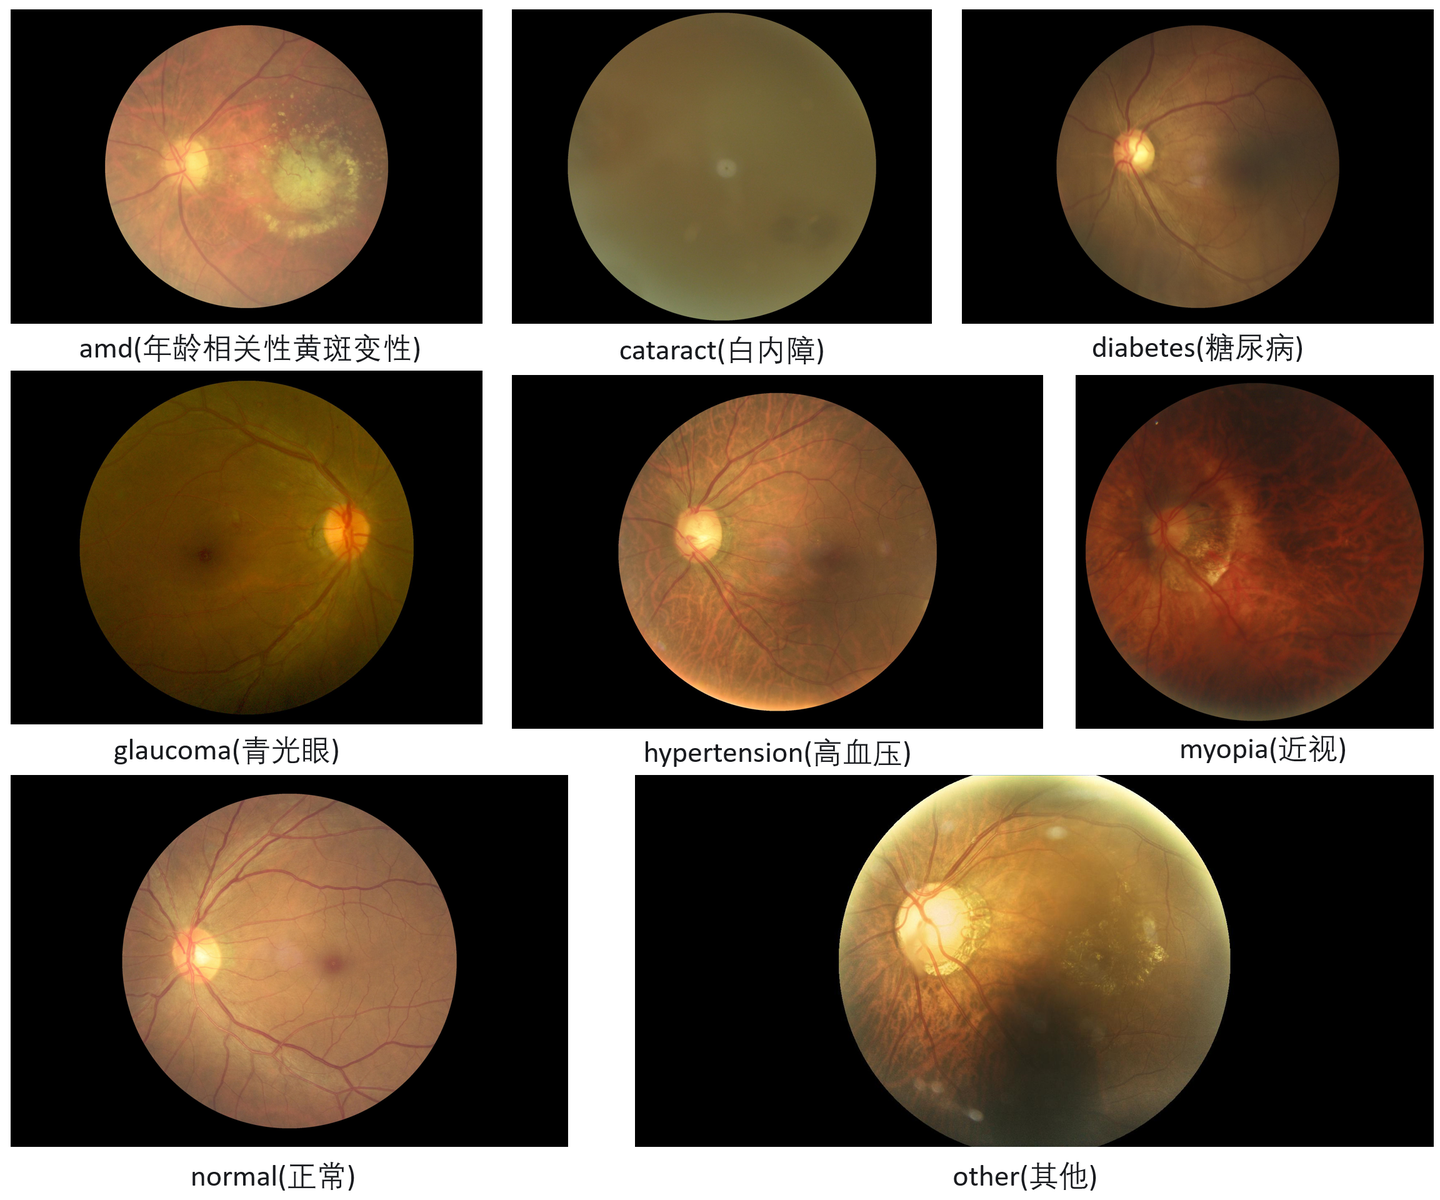 amd(年龄相关性黄斑变性)
cataract(白内障)
diabetes(糖尿病)
glaucoma(青光眼)
hypertension(高血压)
myopia(近视)
normal(正常)
other(其他)